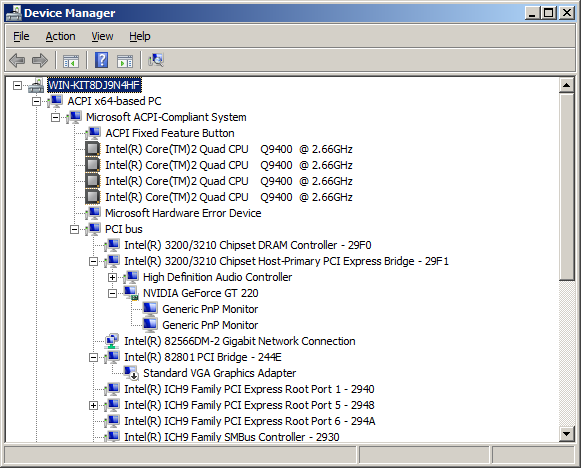 Device Manager
File Action View Help
WIN-KIT8DJ9N4HF
ACPI x64-based PC
Microsoft ACPI-Compliant System
ACPI Fixed Feature Button
Intel(R) Core(TM)2 Quad CPU Q9400 @ 2.66GHz
Intel(R) Core(TM)2 Quad CPU Q9400 @ 2.66GHz
Intel(R) Core(TM)2 Quad CPU Q9400 @ 2.66GHz
Intel(R) Core(TM)2 Quad CPU Q9400 @ 2.66GHz
Microsoft Hardware Error Device
PCI bus
Intel(R) 3200/3210 Chipset DRAM Controller - 29F0
Intel(R) 3200/3210 Chipset Host-Primary PCI Express Bridge - 29F1
High Definition Audio Controller
NVIDIA GeForce GT 220
Generic PnP Monitor
Generic PnP Monitor
Intel(R) 82566DM-2 Gigabit Network Connection
Intel(R) 82801 PCI Bridge - 244E
Standard VGA Graphics Adapter
Intel(R) ICH9 Family PCI Express Root Port 1 - 2940
Intel(R) ICH9 Family PCI Express Root Port 5 - 2948
Intel(R) ICH9 Family PCI Express Root Port 6 - 294A
Intel(R) ICH9 Family SMBus Controller - 2930